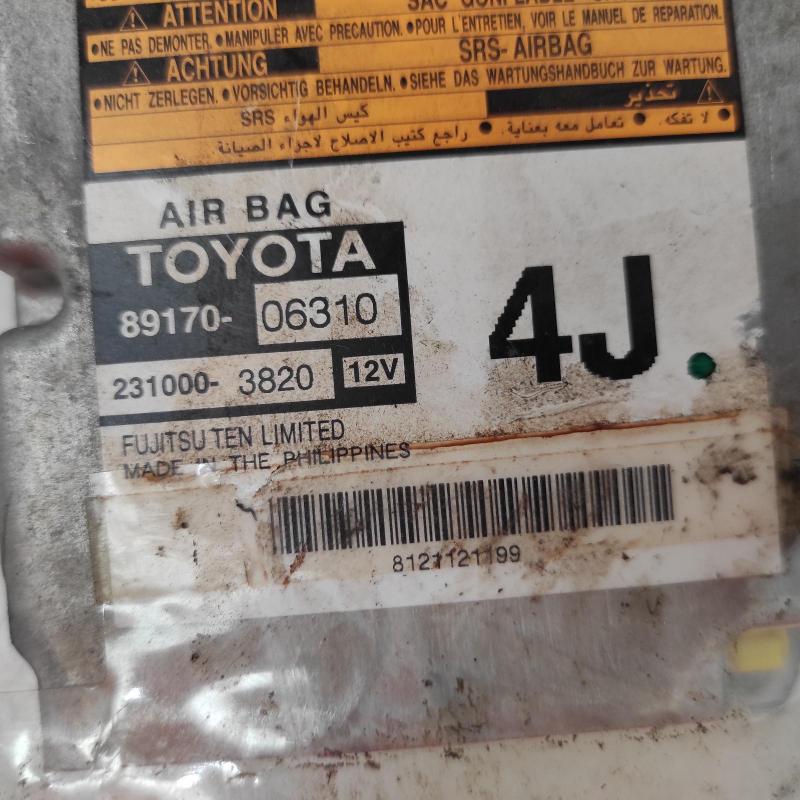 ATTENTION
•NE PAS DEMONTER. •MANIPULER AVEC PRECAUTION. •POUR L'ENTRETIEN, VOIR LE MANUEL DE REPARATION.
ACHTUNG SRS-AIRBAG
•NICHT ZERLEGEN. •VORSICHTIG BEHANDELN. •SIEHE DAS WARTUNGSHANDBUCH ZUR WARTUNG.
تحذير
كيس الهواء SRS
• لا تفكه. • تعامل معه بعناية. • راجع كتيب الاصلاح لاجراء الصيانة
AIR BAG
TOYOTA
89170- 06310
231000- 3820 12V
4J
FUJITSU TEN LIMITED
MADE IN THE PHILIPPINES
8121121199